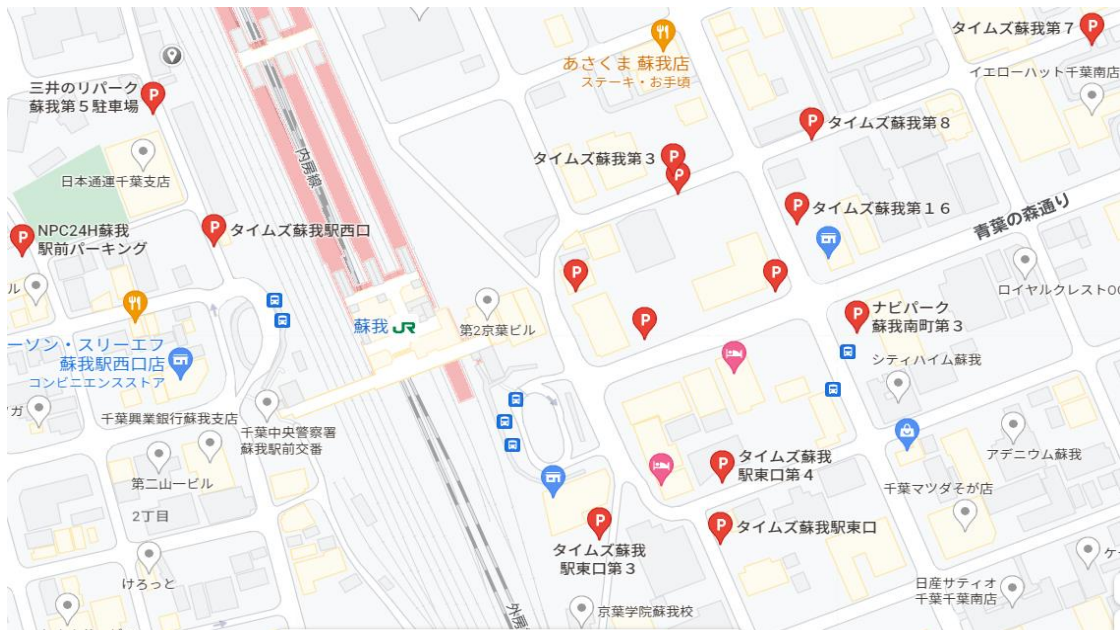 タイムズ蘇我第7
イエローハット千葉南店
あさくま 蘇我店
ステーキ・お手頃
三井のリパーク
蘇我第5駐車場
タイムズ蘇我第8
内房線
タイムズ蘇我第3
日本通運千葉支店
タイムズ蘇我第16
青葉の森通り
NPC24H蘇我
駅前パーキング
タイムズ蘇我駅西口
ル
ロイヤルクレストOC
ナビパーク
蘇我南町第3
蘇我 JR
第2京葉ビル
ーソン・スリーエフ
蘇我駅西口店
コンビニエンスストア
シティハイム蘇我
ガ
千葉興業銀行蘇我支店
千葉中央警察署
蘇我駅前交番
アデニウム蘇我
タイムズ蘇我
駅東口第4
第二山一ビル
千葉マツダそが店
2丁目
タイムズ蘇我駅東口
タイムズ蘇我
駅東口第3
けろっと
ケ
日産サティオ
千葉千葉南店
外房
京葉学院蘇我校